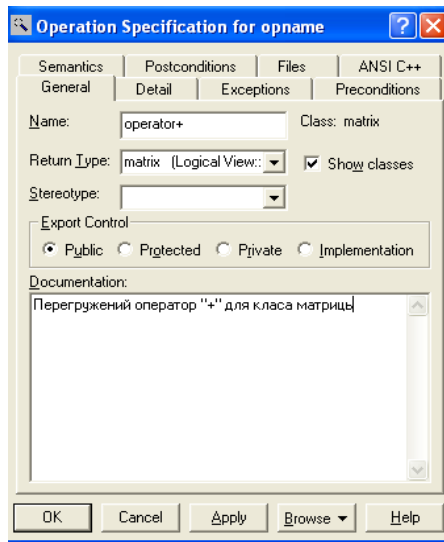 Operation Specification for opname
Semantics Postconditions Files ANSI C++
General Detail Exceptions Preconditions
Name: operator+ Class: matrix
Return Type: matrix (Logical View:: Show classes
Stereotype:
Export Control
Public Protected Private Implementation
Documentation:
Перегружений оператор "+" для класа матриць
OK Cancel Apply Browse Help